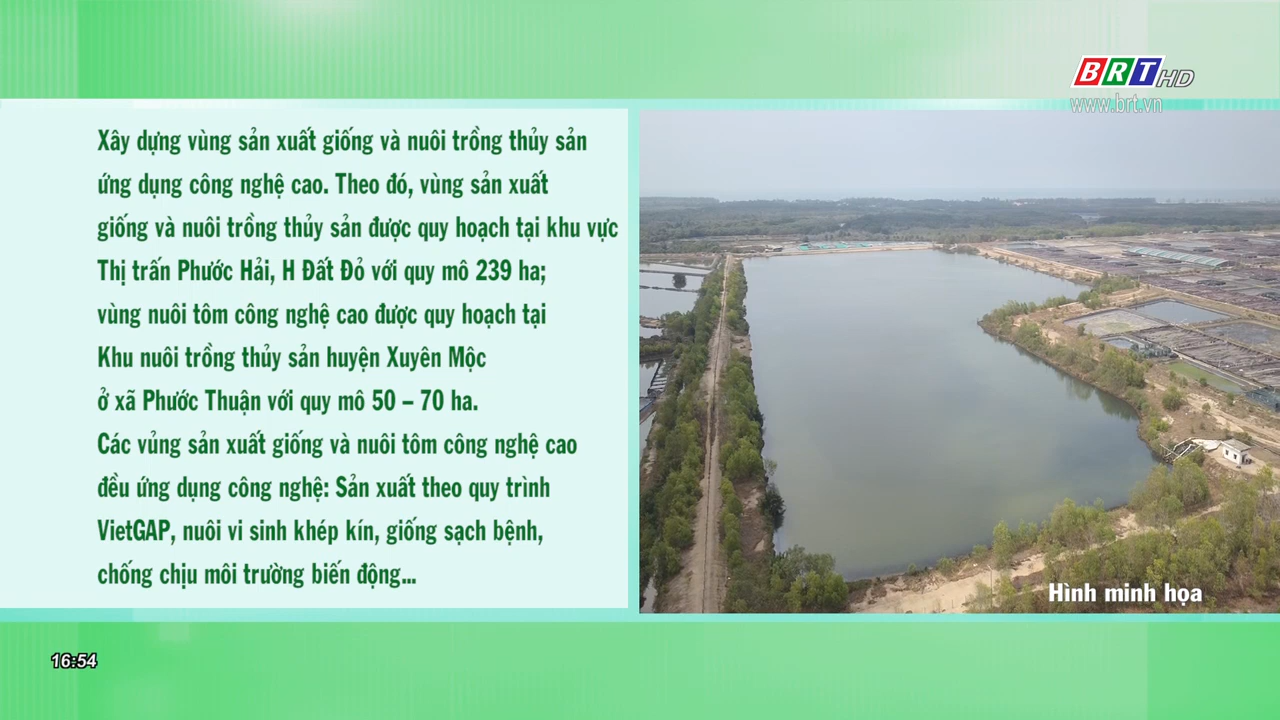 BRT HD
www.brt.vn
Xây dựng vùng sản xuất giống và nuôi trồng thủy sản
ứng dụng công nghệ cao. Theo đó, vùng sản xuất
giống và nuôi trồng thủy sản được quy hoạch tại khu vực
Thị trấn Phước Hải, H Đất Đỏ với quy mô 239 ha;
vùng nuôi tôm công nghệ cao được quy hoạch tại
Khu nuôi trồng thủy sản huyện Xuyên Mộc
ở xã Phước Thuận với quy mô 50 – 70 ha.
Các vủng sản xuất giống và nuôi tôm công nghệ cao
đều ứng dụng công nghệ: Sản xuất theo quy trình
VietGAP, nuôi vi sinh khép kín, giống sạch bệnh,
chống chịu môi trường biến động...
Hình minh họa
16:54